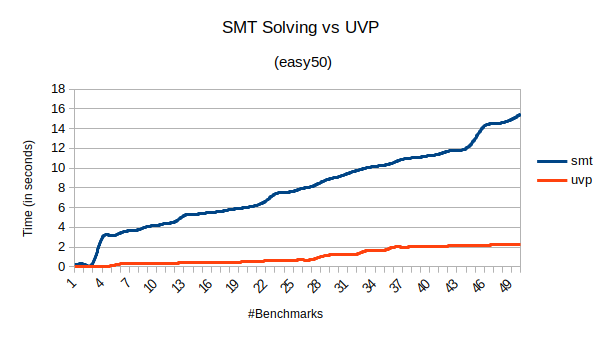 SMT Solving vs UVP
(easy50)
Time (in seconds)
18
16
14
12
10
8
6
4
2
0
1 4 7 10 13 16 19 22 25 28 31 34 37 40 43 46 49
#Benchmarks
smt
uvp